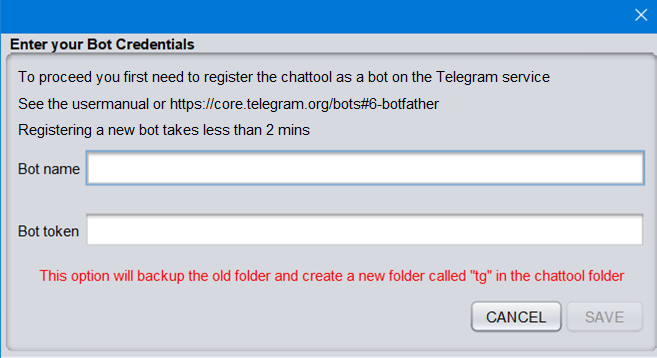 Enter your Bot Credentials
To proceed you first need to register the chattool as a bot on the Telegram service
See the usermanual or https://core.telegram.org/bots#6-botfather
Registering a new bot takes less than 2 mins
Bot name
Bot token
This option will backup the old folder and create a new folder called "tg" in the chattool folder
CANCEL SAVE